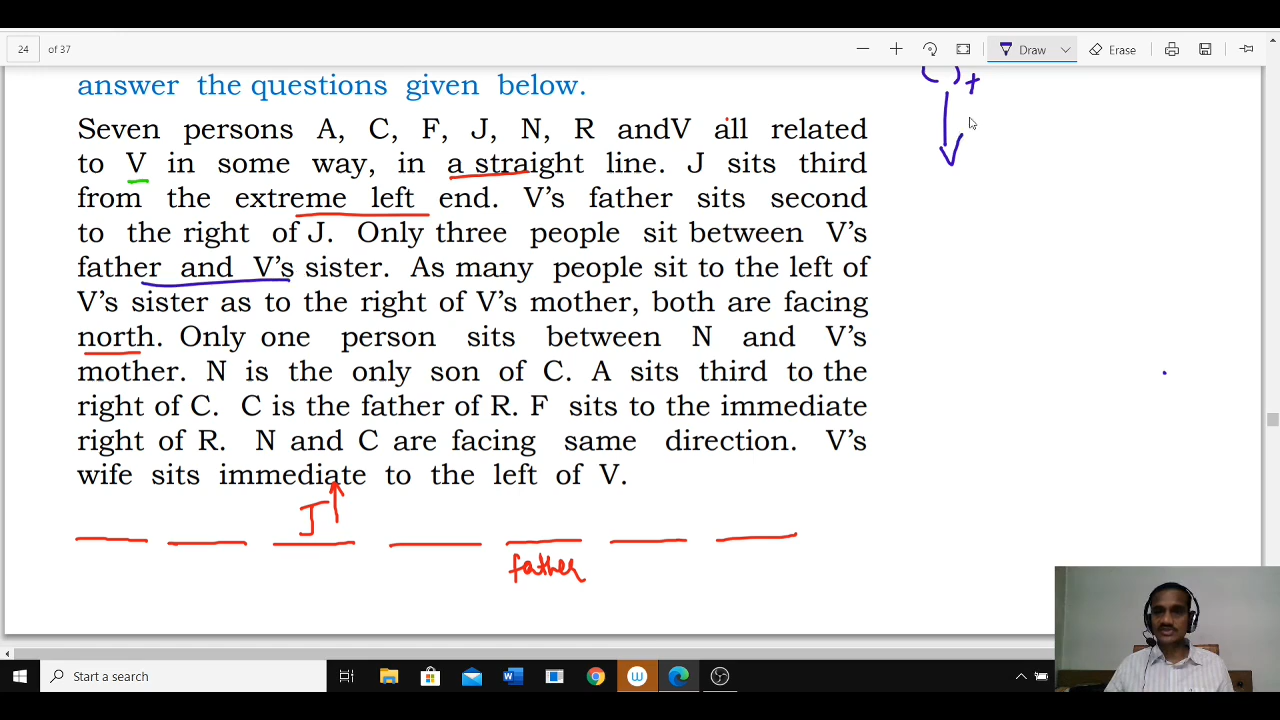 24 of 37 Draw Erase
answer the questions given below.
( )+
V
Seven persons A, C, F, J, N, R andV all related
to V in some way, in a straight line. J sits third
from the extreme left end. V's father sits second
to the right of J. Only three people sit between V's
father and V's sister. As many people sit to the left of
V's sister as to the right of V's mother, both are facing
north. Only one person sits between N and V's
mother. N is the only son of C. A sits third to the
right of C. C is the father of R. F sits to the immediate
right of R. N and C are facing same direction. V's
wife sits immediate to the left of V.
J
father
Start a search